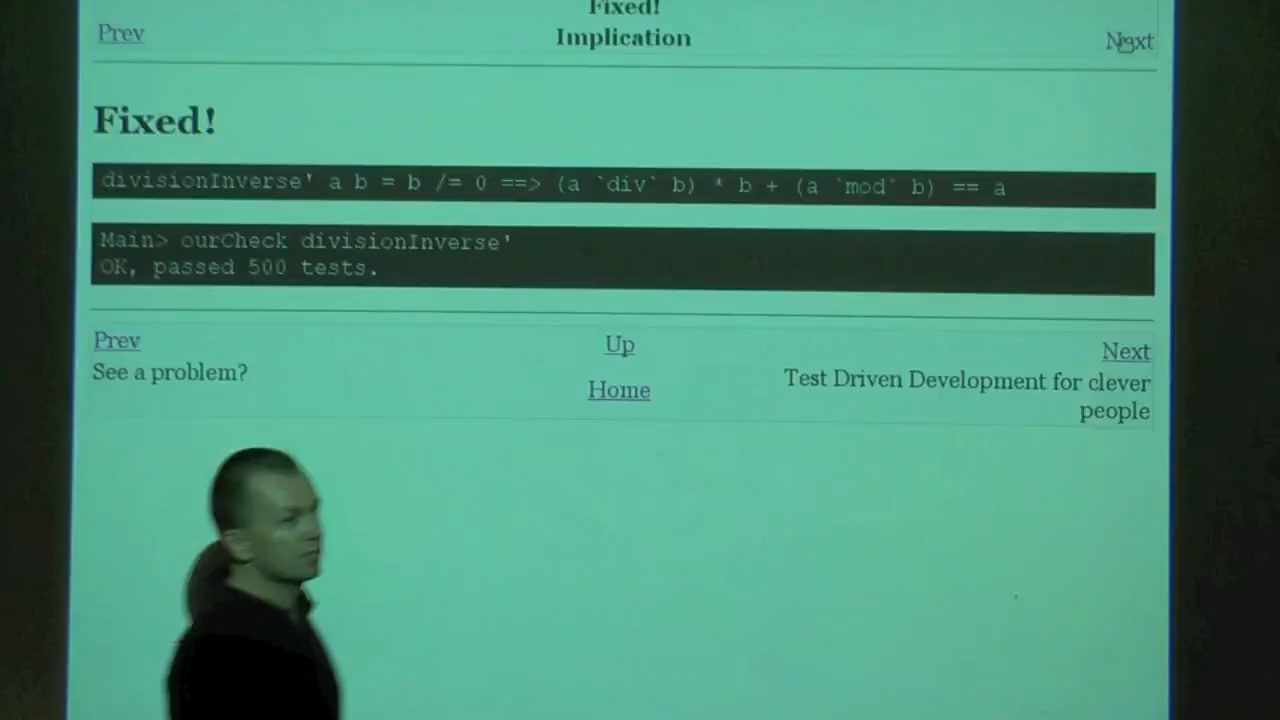 Fixed!
Prev
Implication
Next
Fixed!
divisionInverse' a b = b /= 0 ==> (a `div` b) * b + (a `mod` b) == a
Main> ourCheck divisionInverse'
OK, passed 500 tests.
Prev
Up
Next
See a problem?
Home
Test Driven Development for clever
people